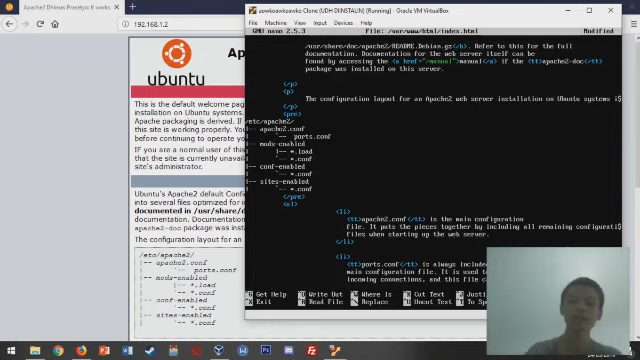 Apache2 Dhimes Prasetyo: It works
192.168.1.2
ubuntu
This is the default welcome page
installation on Ubuntu systems.
Apache packaging is derived. If
this site is working properly. Yo
before continuing to operate you
IF you are a normal user of this
that the site is currently unavail
site's administrator.
Ubuntu's Apache2 default Confi
into several files optimized for i
documented in /usr/share/do
documentation. Documentation
apache2-doc package was install
The configuration layout for an A
/etc/apache2/
|-- apache2.conf
`-- ports.conf
|-- mods-enabled
|-- *.load
`-- *.conf
|-- conf-enabled
`-- *.conf
|-- sites-enabled
`-- *.conf
aowkoawkoawko Clone (UDH DIINSTALIN) [Running] - Oracle VM VirtualBox
File Machine View Input Devices Help
GNU nano 2.5.3 File: /var/www/html/index.html Modified
/usr/share/doc/apache2/README.Debian.gz</b>. Refer to this for the full
documentation. Documentation for the web server itself can be
found by accessing the <a href="/manual">manual</a> if the <tt>apache2-doc</tt>
package was installed on this server.
</p>
<p>
The configuration layout for an Apache2 web server installation on Ubuntu systems i$
</p>
<pre>
/etc/apache2/
|-- apache2.conf
`-- ports.conf
|-- mods-enabled
|-- *.load
`-- *.conf
|-- conf-enabled
`-- *.conf
|-- sites-enabled
`-- *.conf
</pre>
<ul>
<li>
<tt>apache2.conf</tt> is the main configuration
file. It puts the pieces together by including all remaining configurati$
files when starting up the web server.
</li>
<li>
<tt>ports.conf</tt> is always include
main configuration file. It is used to
incoming connections, and this file ca
^G Get Help ^O Write Out ^W Where Is ^K Cut Text ^J Justi
^X Exit ^R Read File ^\ Replace ^U Uncut Text ^T To Sp